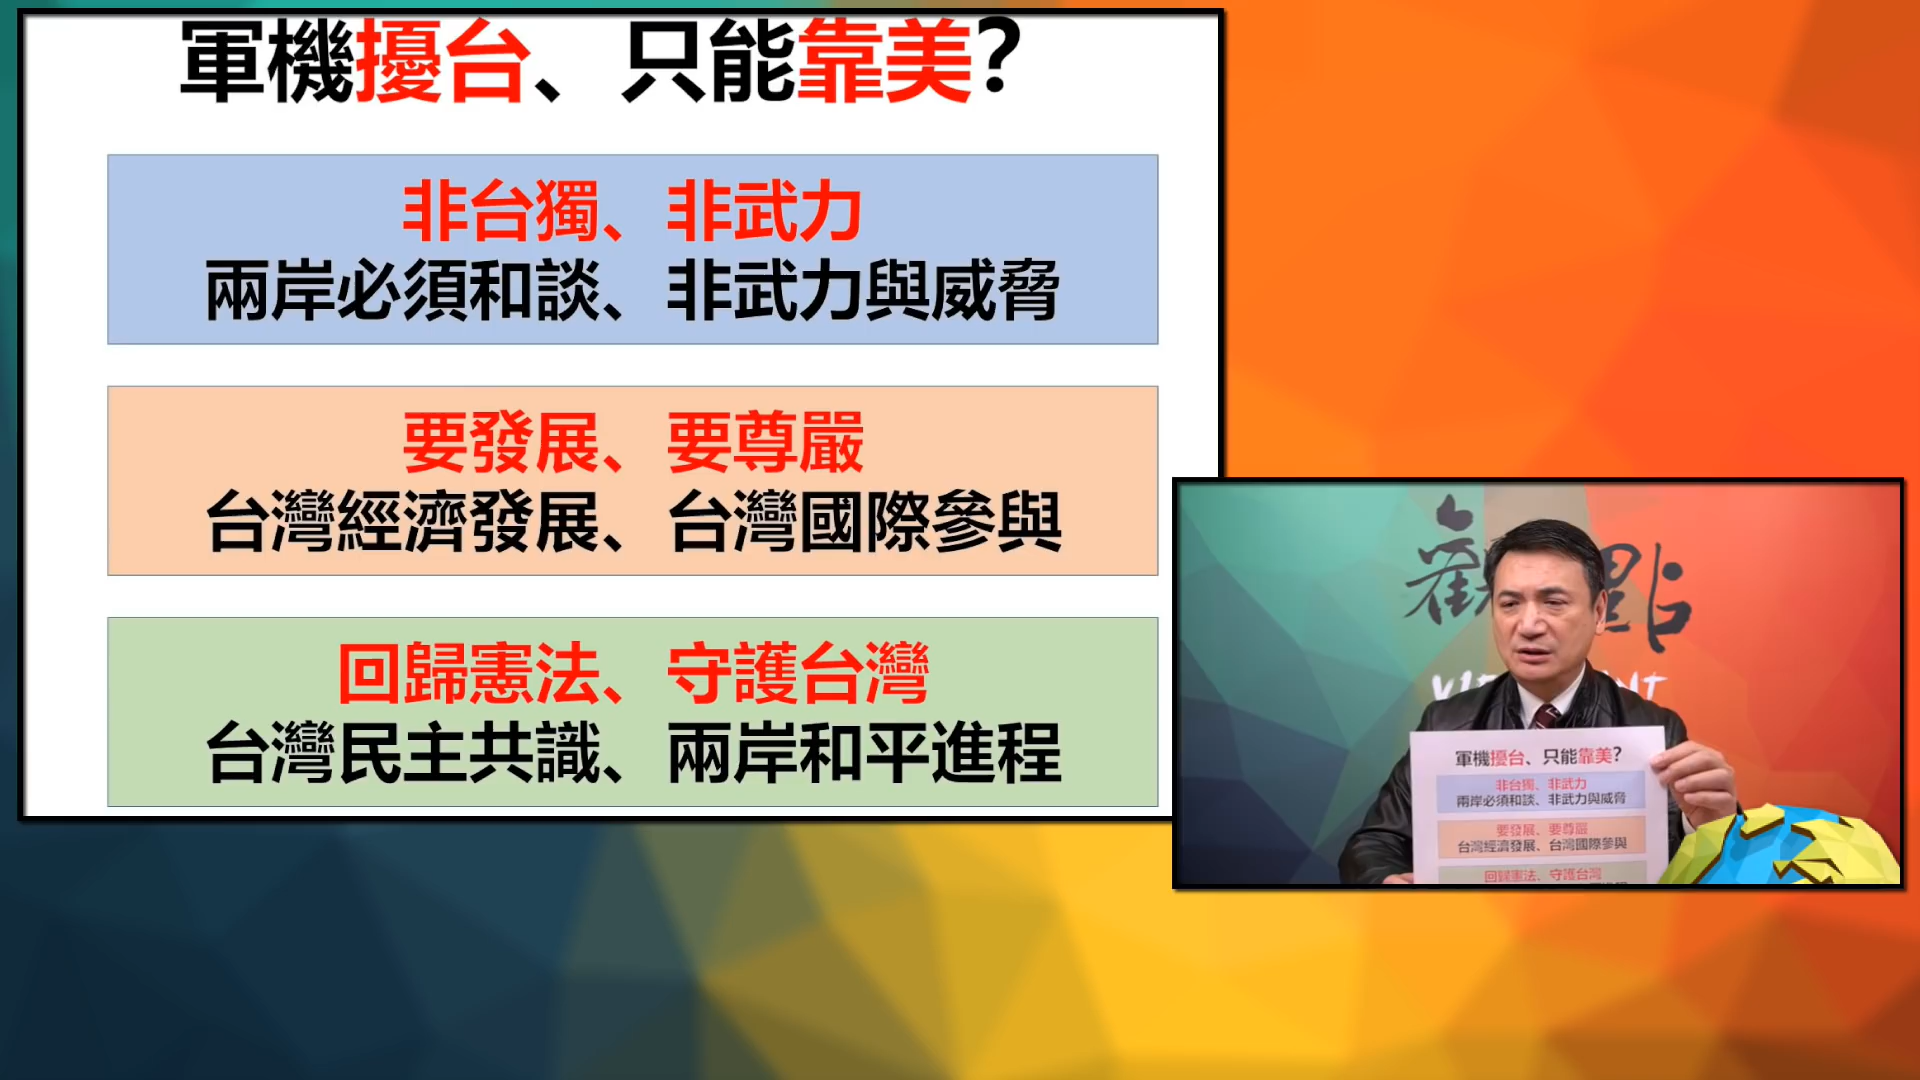 軍機擾台、只能靠美?
非台獨、非武力
兩岸必須和談、非武力與威脅
要發展、要尊嚴
台灣經濟發展、台灣國際參與
回歸憲法、守護台灣
台灣民主共識、兩岸和平進程
觀點
軍機擾台、只能靠美?
非台獨、非武力
兩岸必須和談、非武力與威脅
要發展、要尊嚴
台灣經濟發展、台灣國際參與
回歸憲法、守護台灣